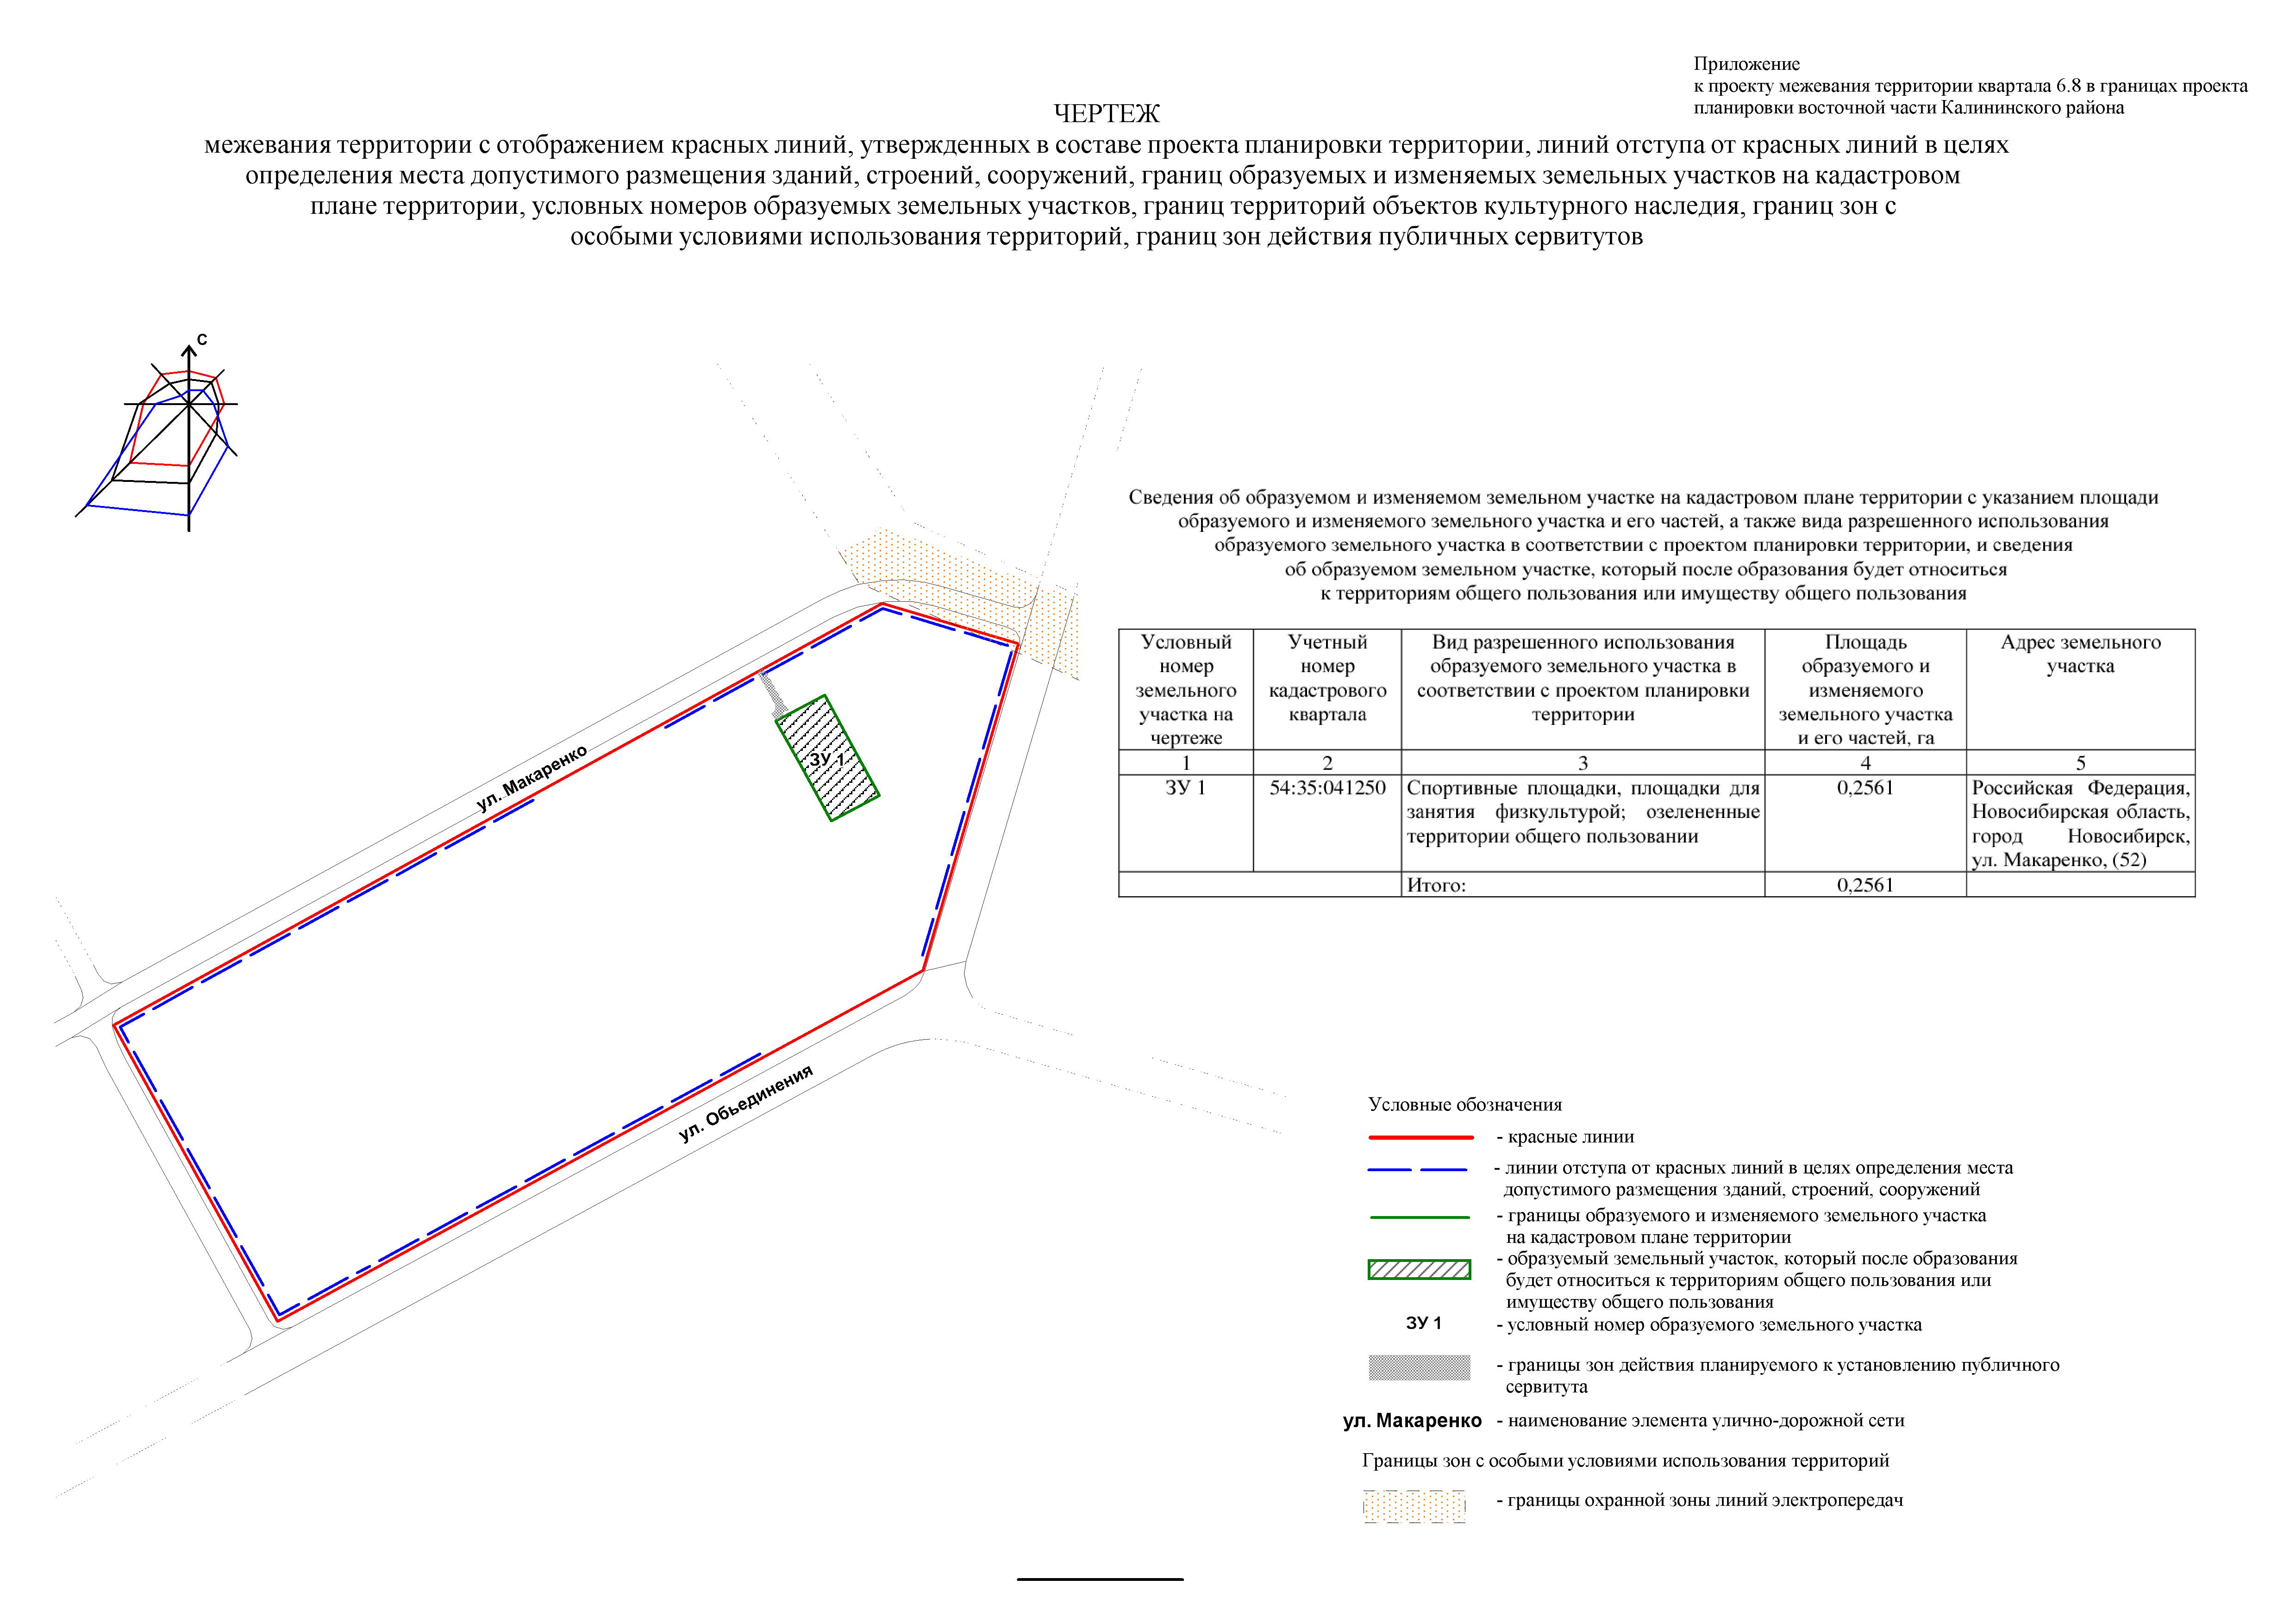 Приложение
к проекту межевания территории квартала 6.8 в границах проекта
планировки восточной части Калининского района
ЧЕРТЕЖ
межевания территории с отображением красных линий, утвержденных в составе проекта планировки территории, линий отступа от красных линий в целях
определения места допустимого размещения зданий, строений, сооружений, границ образуемых и изменяемых земельных участков на кадастровом
плане территории, условных номеров образуемых земельных участков, границ территорий объектов культурного наследия, границ зон с
особыми условиями использования территорий, границ зон действия публичных сервитутов
С
ул. Макаренко
ЗУ 1
ул. Обьединения
Сведения об образуемом и изменяемом земельном участке на кадастровом плане территории с указанием площади
образуемого и изменяемого земельного участка и его частей, а также вида разрешенного использования
образуемого земельного участка в соответствии с проектом планировки территории, и сведения
об образуемом земельном участке, который после образования будет относиться
к территориям общего пользования или имуществу общего пользования
Условный
номер
земельного
участка на
чертеже
Учетный
номер
кадастрового
квартала
Вид разрешенного использования
образуемого земельного участка в
соответствии с проектом планировки
территории
Площадь
образуемого и
изменяемого
земельного участка
и его частей, га
Адрес земельного
участка
1 2 3 4 5
ЗУ 1
54:35:041250
Спортивные площадки, площадки для
занятия физкультурой; озелененные
территории общего пользовании
0,2561
Российская Федерация,
Новосибирская область,
город Новосибирск,
ул. Макаренко, (52)
Итого: 0,2561
Условные обозначения
- красные линии
- линии отступа от красных линий в целях определения места
допустимого размещения зданий, строений, сооружений
- границы образуемого и изменяемого земельного участка
на кадастровом плане территории
- образуемый земельный участок, который после образования
будет относиться к территориям общего пользования или
имуществу общего пользования
ЗУ 1 - условный номер образуемого земельного участка
- границы зон действия планируемого к установлению публичного
сервитута
ул. Макаренко - наименование элемента улично-дорожной сети
Границы зон с особыми условиями использования территорий
- границы охранной зоны линий электропередач